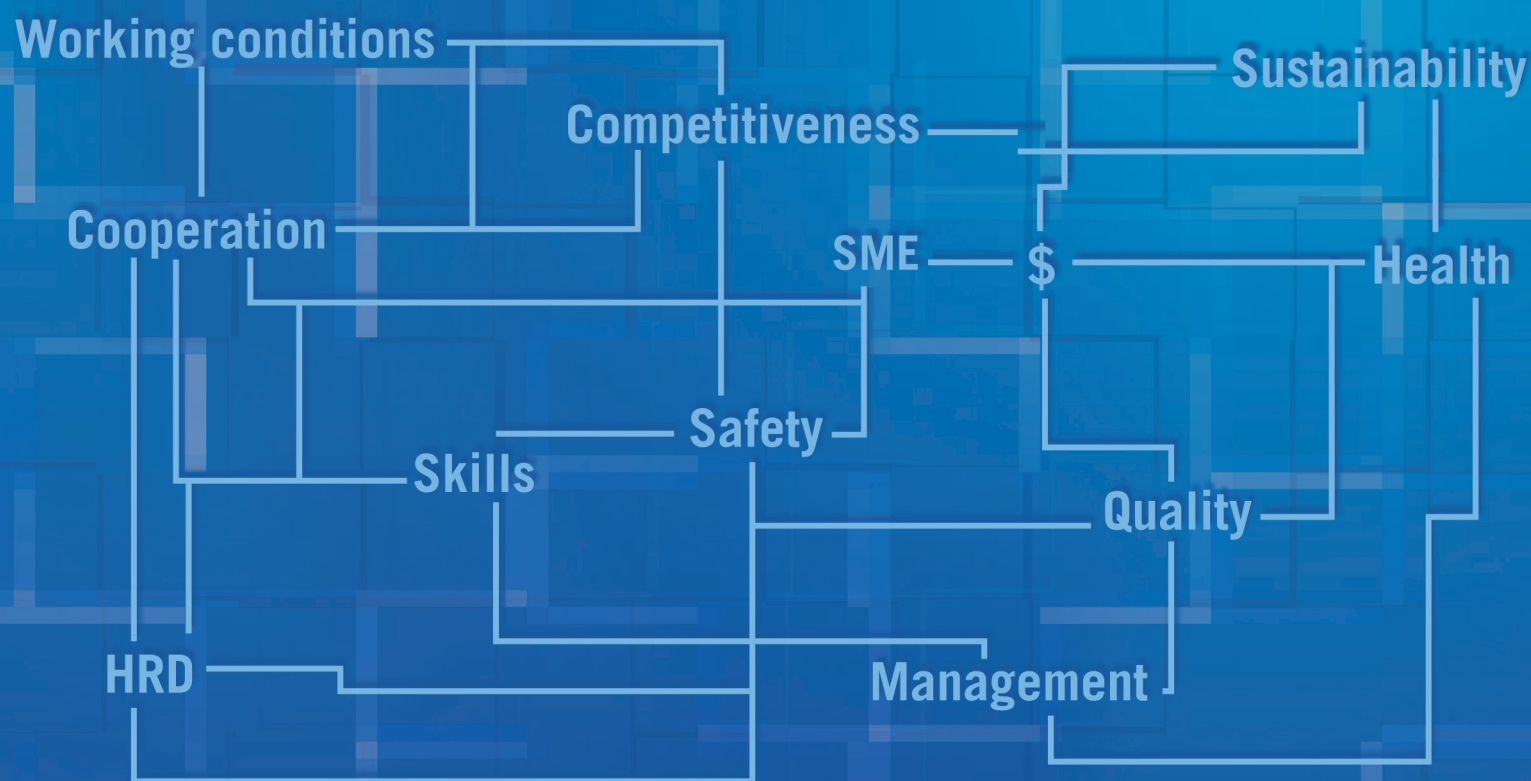 Working conditions
Sustainability
Competitiveness
Cooperation
SME
$
Health
Safety
Skills
Quality
HRD
Management